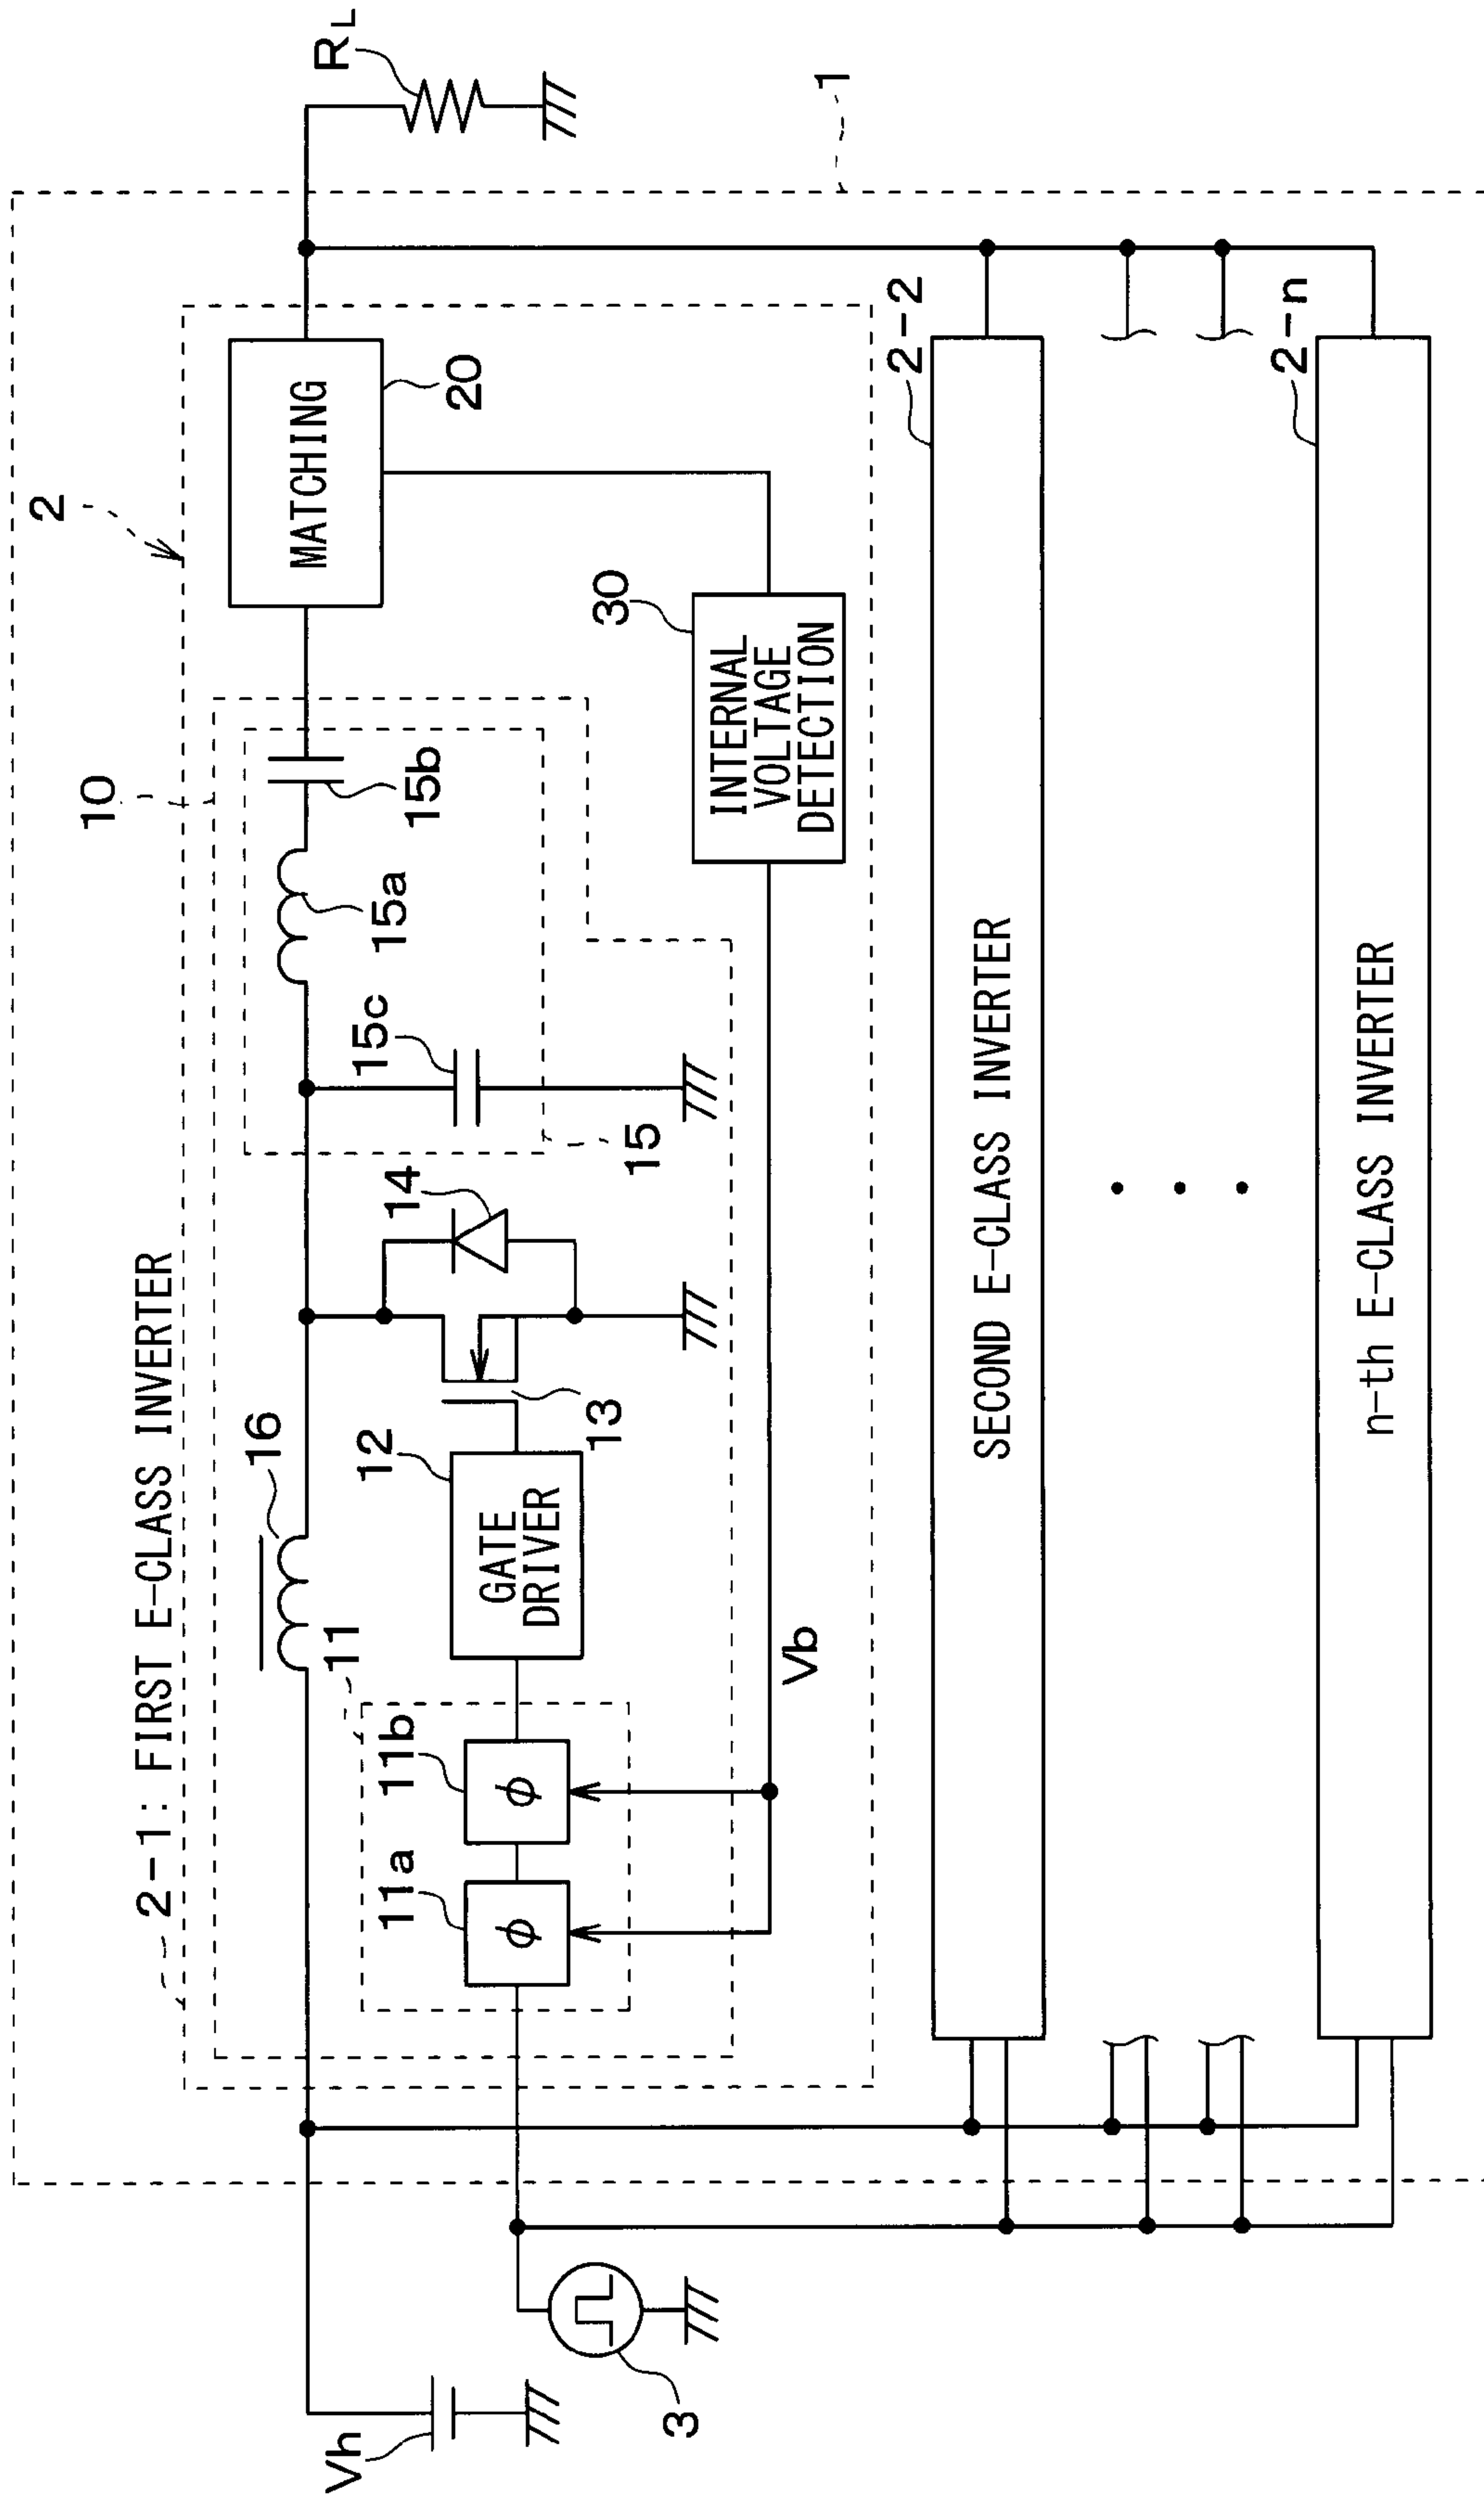 1
2
2-1: FIRST E-CLASS INVERTER
10
16
MATCHING
20
RL
Vh
11
11a
11b
φ
φ
12
GATE
DRIVER
13
14
15
15c
15a
15b
3
Vb
30
INTERNAL
VOLTAGE
DETECTION
2-2
SECOND E-CLASS INVERTER
2-n
n-th E-CLASS INVERTER